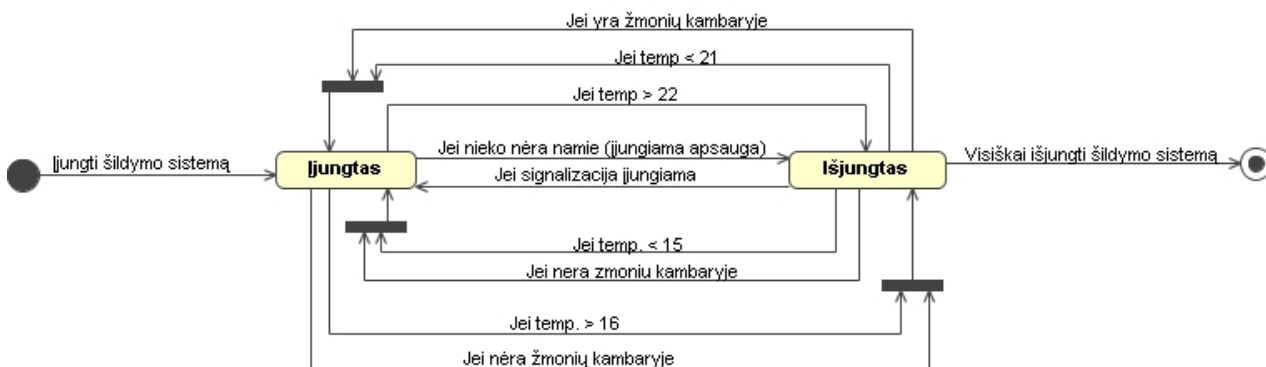 Jei yra žmonių kambaryje
Jei temp < 21
Jei temp > 22
Įjungti šildymo sistemą
Įjungtas
Jei nieko nėra namie (įjungiama apsauga)
Jei signalizacija įjungiama
Išjungtas
Visiškai išjungti šildymo sistemą
Jei temp. < 15
Jei nera zmoniu kambaryje
Jei temp. > 16
Jei nėra žmonių kambaryje